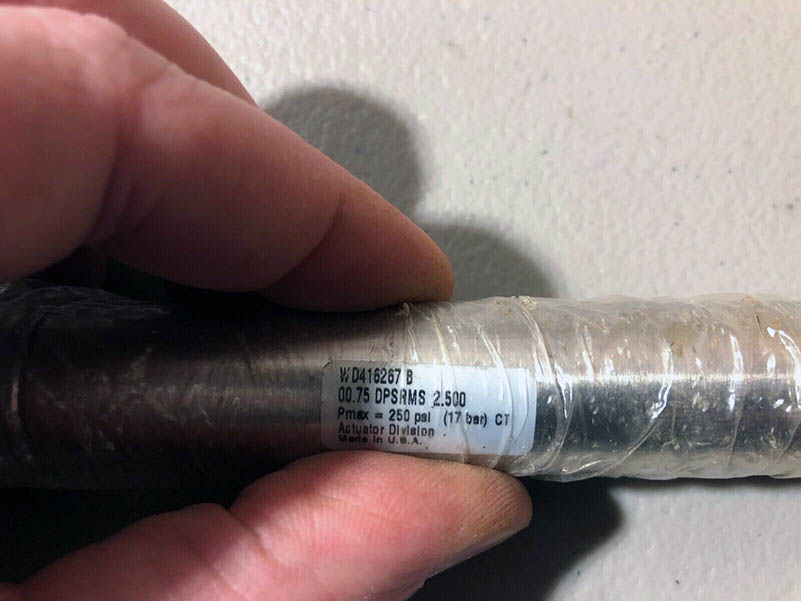 WD416267 B
00.75 DPSRMS 2.500
Pmax = 250 psi (17 bar) CT
Actuator Division
Made in U.S.A.